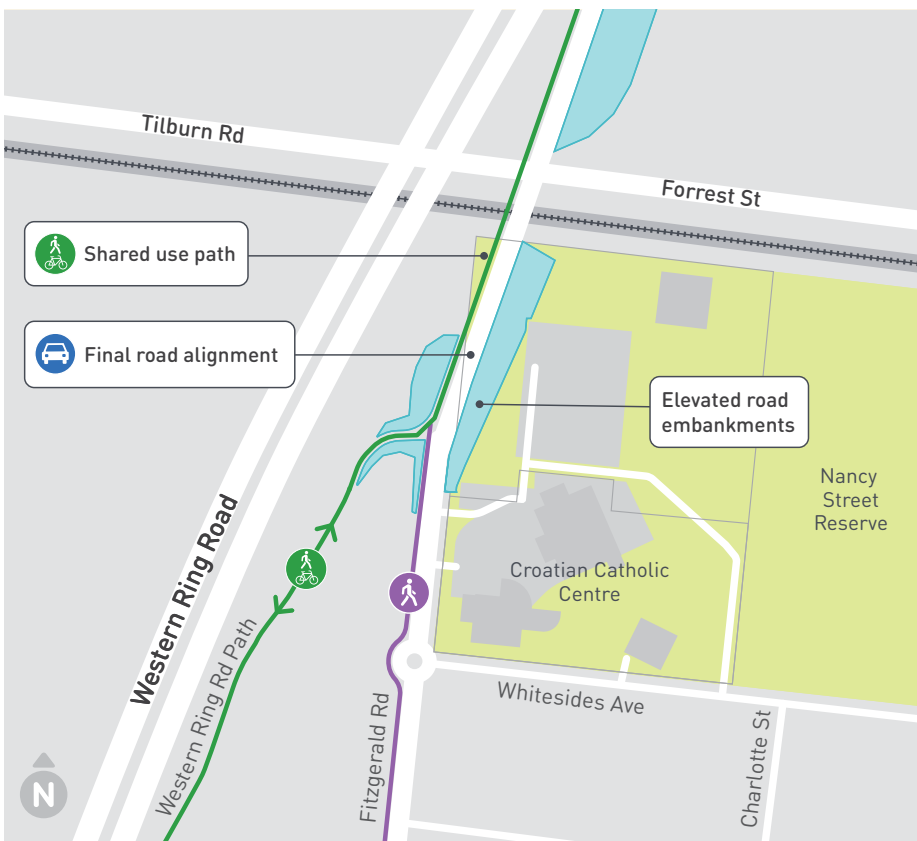 Tilburn Rd
Forrest St
Shared use path
Final road alignment
Elevated road
embankments
Nancy
Street
Reserve
Western Ring Road
Croatian Catholic
Centre
Western Ring Rd Path
Whitesides Ave
Fitzgerald Rd
Charlotte St
N